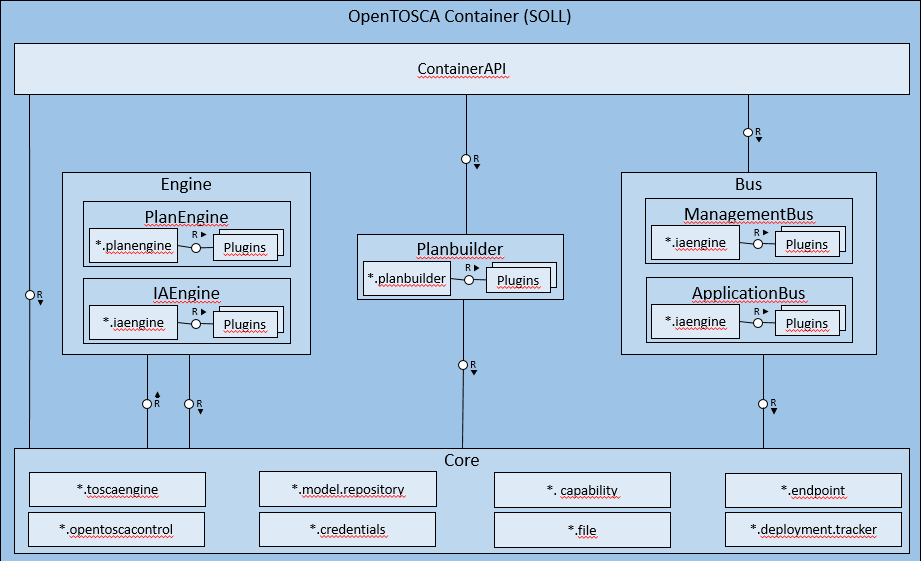 OpenTOSCA Container (SOLL)
ContainerAPI
R
R
R
Engine
PlanEngine
*.planengine
R
Plugins
IAEngine
*.iaengine
R
Plugins
Planbuilder
*.planbuilder
R
Plugins
Bus
ManagementBus
*.iaengine
R
Plugins
ApplicationBus
*.iaengine
R
Plugins
R
R
R
R
Core
*.toscaengine
*.model.repository
*. capability
*.endpoint
*.opentoscacontrol
*.credentials
*.file
*.deployment.tracker